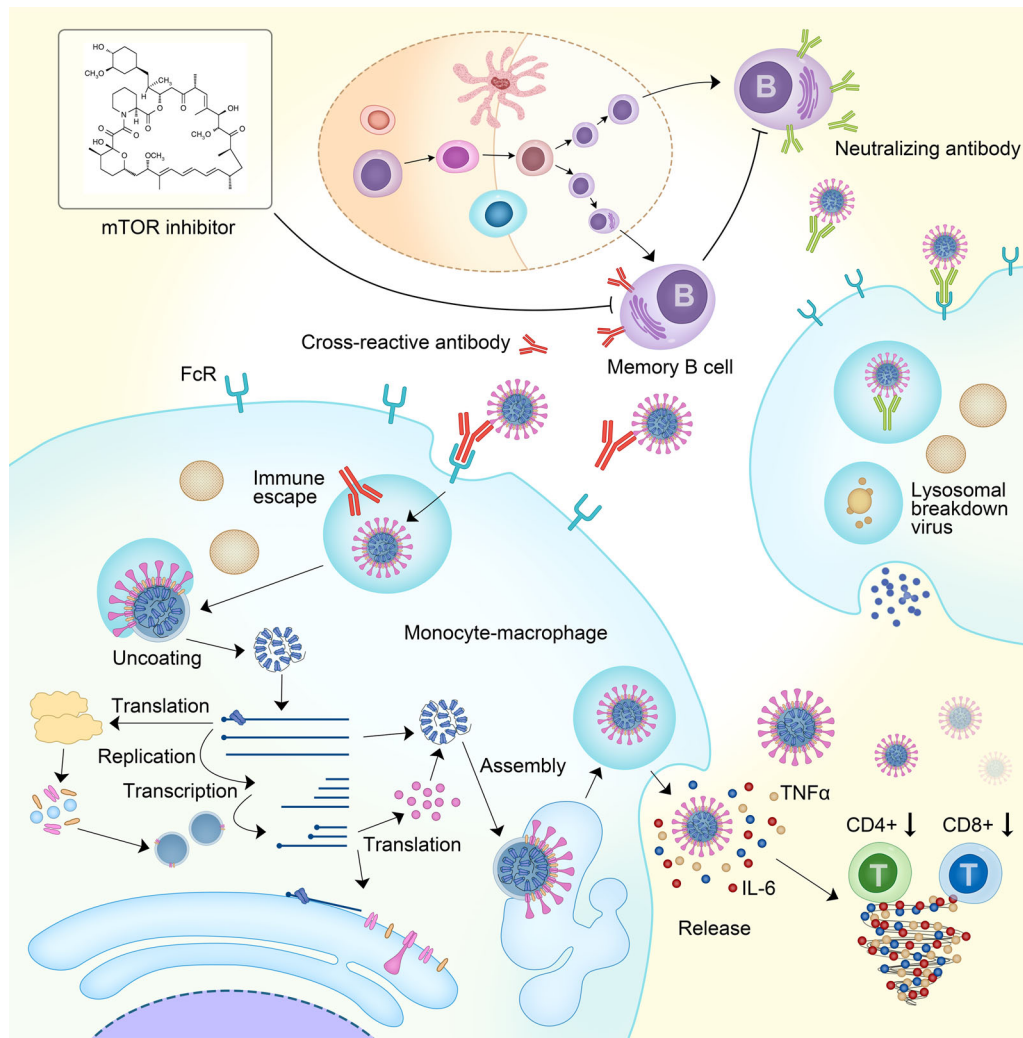 HO
CH₃O
CH₃
H
O
O
OH
N
O
O
O
O
O
HO
O
OCH₃
CH₃O
O
mTOR inhibitor
B
Neutralizing antibody
B
Memory B cell
Cross-reactive antibody
FcR
Immune
escape
Lysosomal
breakdown
virus
Monocyte-macrophage
Uncoating
Translation
Replication
Transcription
Translation
Assembly
TNFα
IL-6
Release
CD4+ ↓
CD8+ ↓
T
T